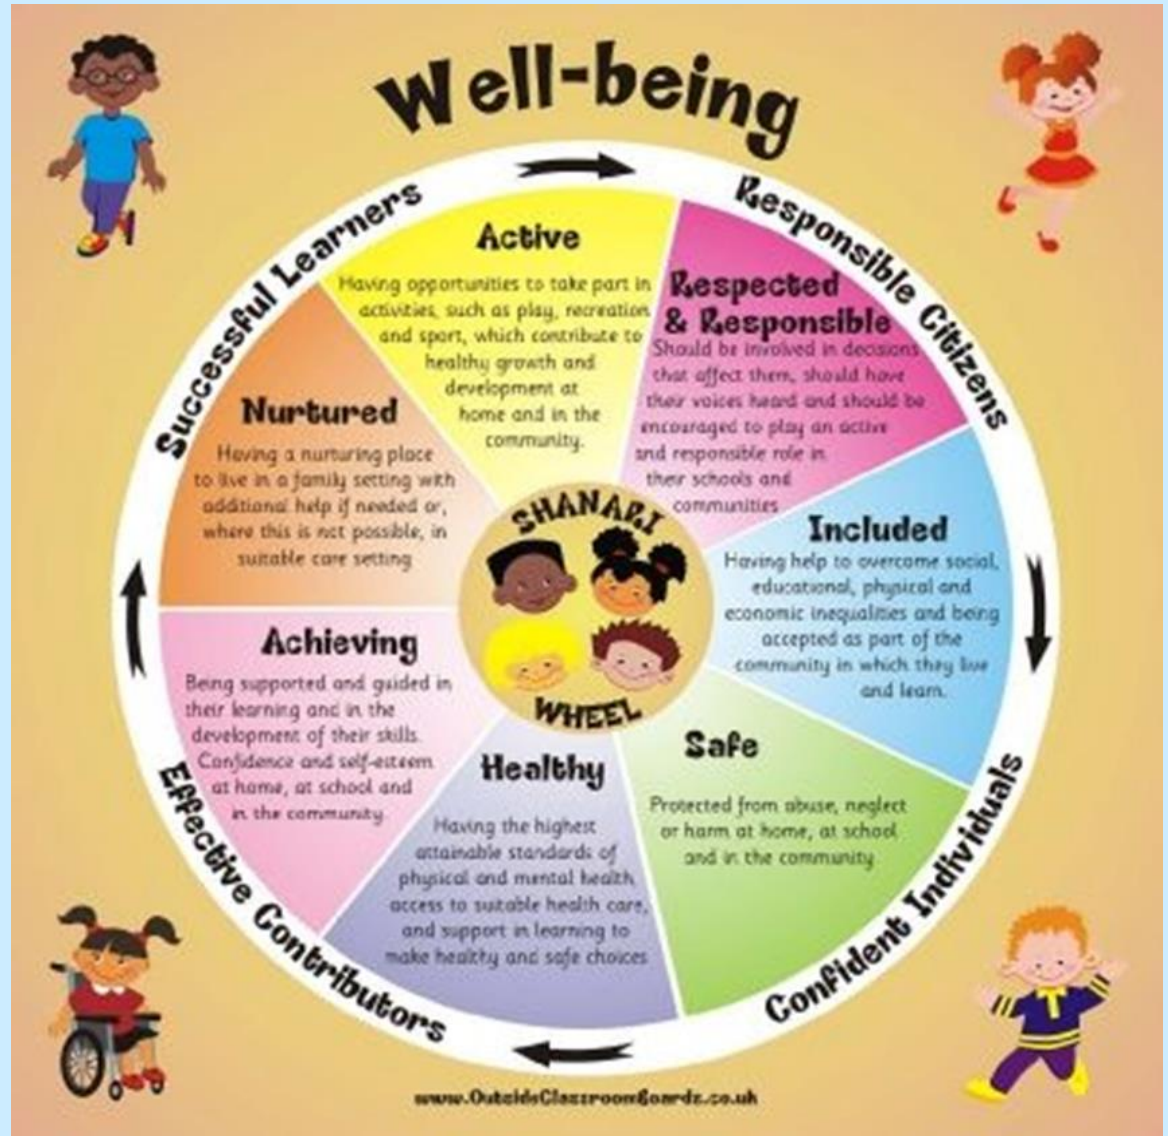 Well-being
Successful Learners
Responsible Citizens
Active
Having opportunities to take part in
activities, such as play, recreation
and sport, which contribute to
healthy growth and
development at
home and in the
community.
Respected
& Responsible
Should be involved in decisions
that affect them, should have
their voices heard and should be
encouraged to play an active
and responsible role in
their schools and
communities
Nurtured
Having a nurturing place
to live in a family setting with
additional help if needed or,
where this is not possible, in
suitable care setting
SHANARI
WHEEL
Included
Having help to overcome social,
educational, physical and
economic inequalities and being
accepted as part of the
community in which they live
and learn.
Achieving
Being supported and guided in
their learning and in the
development of their skills.
Confidence and self-esteem
at home, at school and
in the community
Healthy
Having the highest
attainable standards of
physical and mental health,
access to suitable health care,
and support in learning to
make healthy and safe choices
Safe
Protected from abuse, neglect
or harm at home, at school
and in the community
Effective Contributors
Confident Individuals
www.OutsideClassroomBoards.co.uk